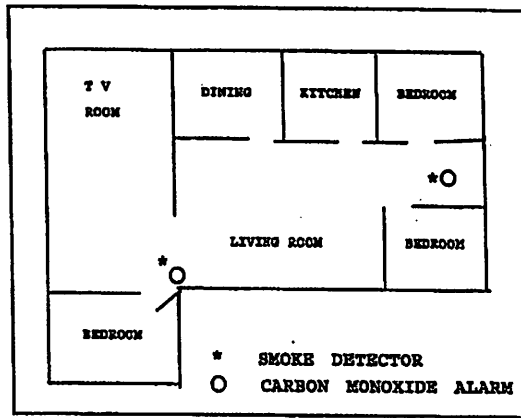 T V
ROOM
DINING
KITCHEN
BEDROOM
*
LIVING ROOM
BEDROOM
*
BEDROOM
* SMOKE DETECTOR
CARBON MONOXIDE ALARM